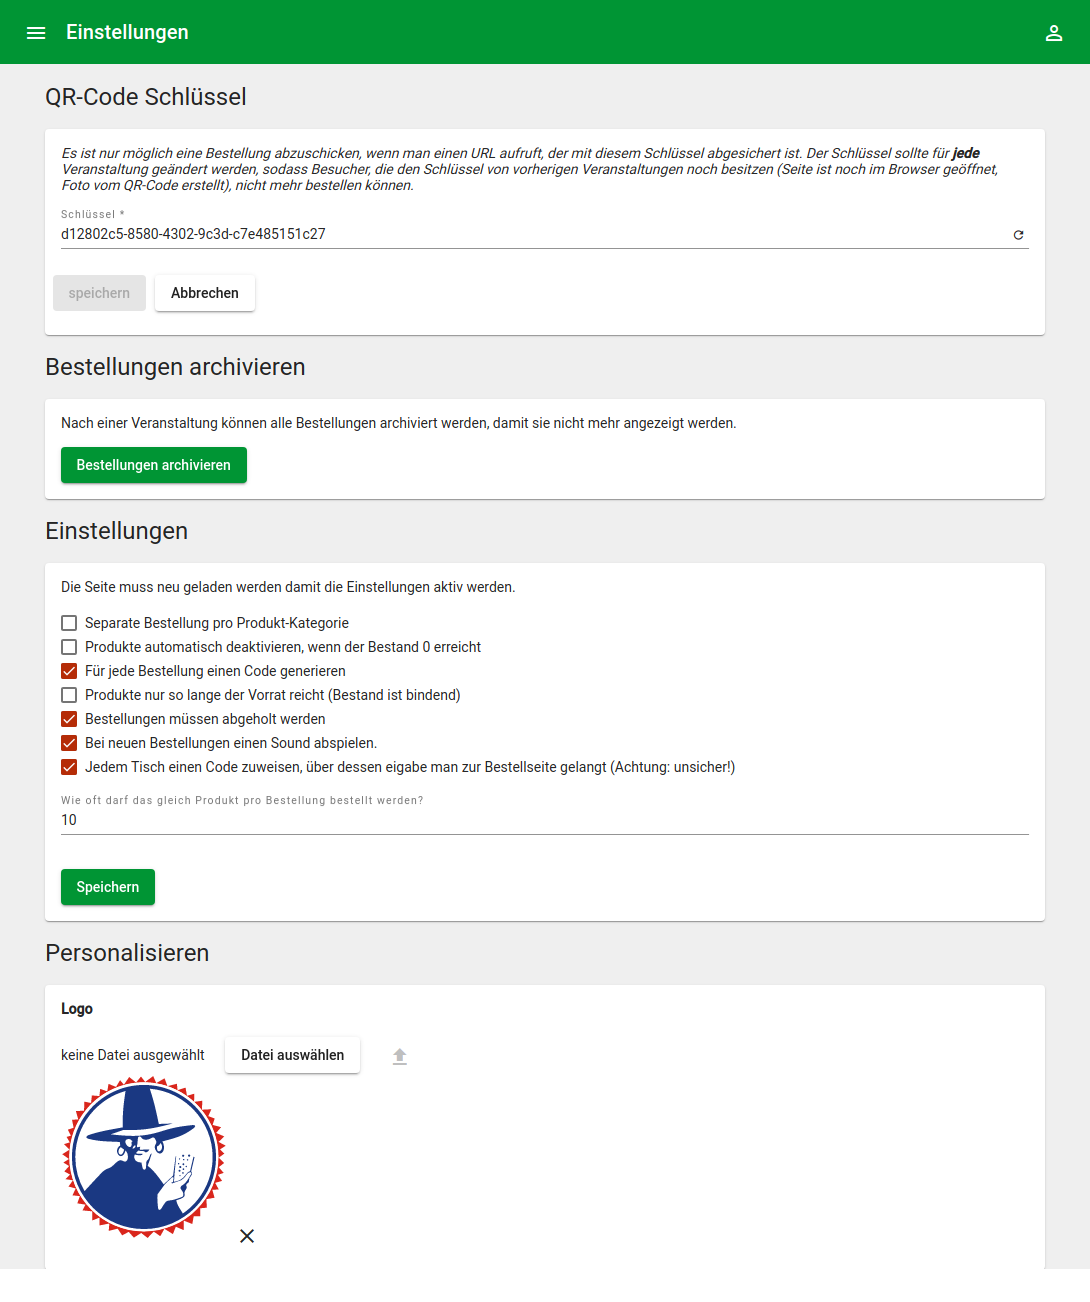 Einstellungen
QR-Code Schlüssel
Es ist nur möglich eine Bestellung abzuschicken, wenn man einen URL aufruft, der mit diesem Schlüssel abgesichert ist. Der Schlüssel sollte für jede
Veranstaltung geändert werden, sodass Besucher, die den Schlüssel von vorherigen Veranstaltungen noch besitzen (Seite ist noch im Browser geöffnet,
Foto vom QR-Code erstellt), nicht mehr bestellen können.
Schlüssel *
d12802c5-8580-4302-9c3d-c7e485151c27
speichern Abbrechen
Bestellungen archivieren
Nach einer Veranstaltung können alle Bestellungen archiviert werden, damit sie nicht mehr angezeigt werden.
Bestellungen archivieren
Einstellungen
Die Seite muss neu geladen werden damit die Einstellungen aktiv werden.
Separate Bestellung pro Produkt-Kategorie
Produkte automatisch deaktivieren, wenn der Bestand 0 erreicht
Für jede Bestellung einen Code generieren
Produkte nur so lange der Vorrat reicht (Bestand ist bindend)
Bestellungen müssen abgeholt werden
Bei neuen Bestellungen einen Sound abspielen.
Jedem Tisch einen Code zuweisen, über dessen eigabe man zur Bestellseite gelangt (Achtung: unsicher!)
Wie oft darf das gleich Produkt pro Bestellung bestellt werden?
10
Speichern
Personalisieren
Logo
keine Datei ausgewählt Datei auswählen